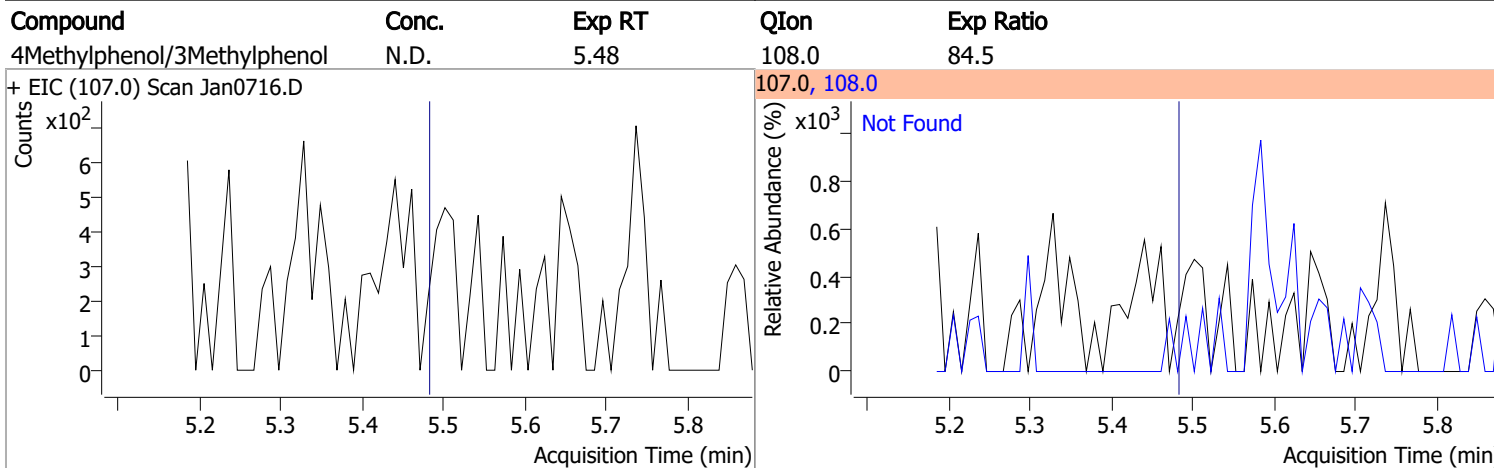 Compound Conc. Exp RT QIon Exp Ratio
4Methylphenol/3Methylphenol N.D. 5.48 108.0 84.5
+ EIC (107.0) Scan Jan0716.D
Counts
x10²
6
5
4
3
2
1
0
5.2 5.3 5.4 5.5 5.6 5.7 5.8
Acquisition Time (min)
107.0, 108.0
Relative Abundance (%)
x10³
Not Found
0.8
0.6
0.4
0.2
0
5.2 5.3 5.4 5.5 5.6 5.7 5.8
Acquisition Time (min